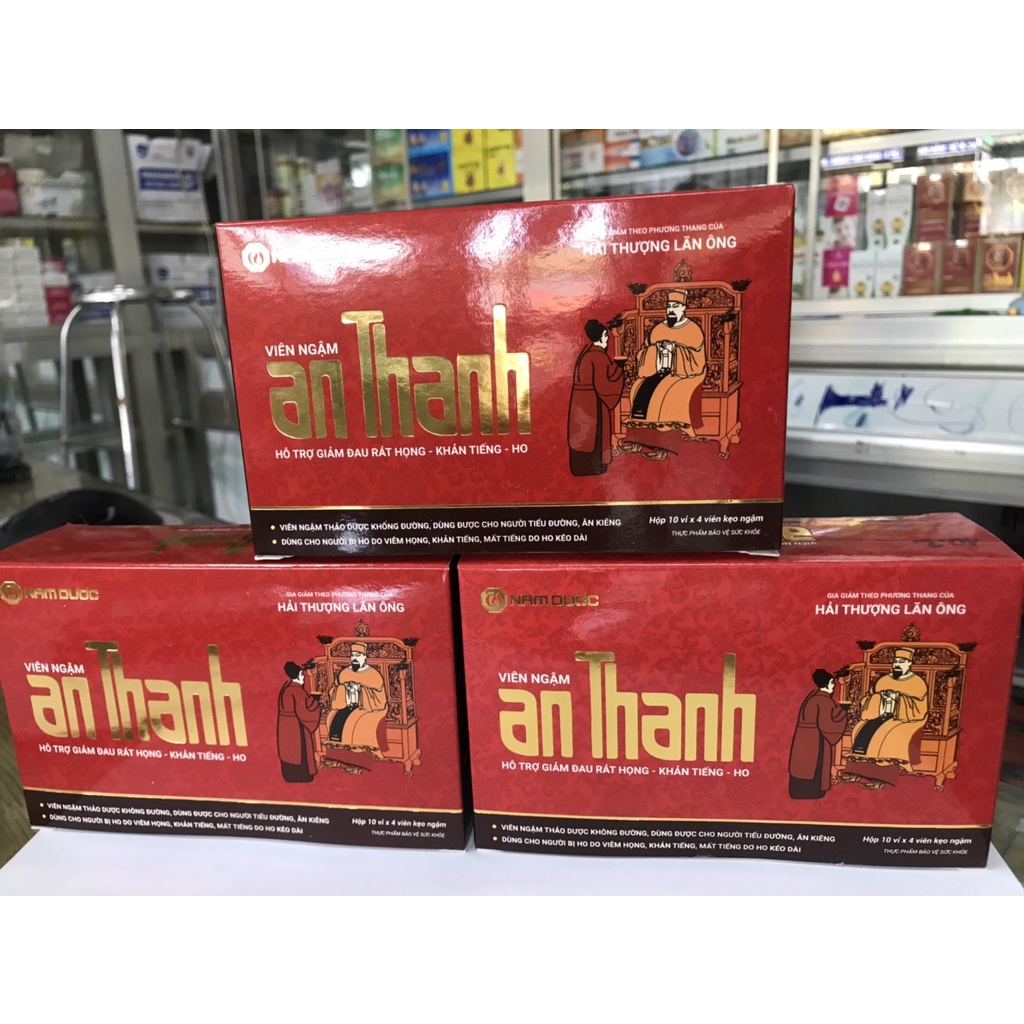 GIẢM THEO PHƯƠNG THANG CỦA
HẢI THƯỢNG LÃN ÔNG
VIÊN NGẬM
an Thanh
HỖ TRỢ GIẢM ĐAU RÁT HỌNG - KHẢN TIẾNG - HO
VIÊN NGẬM THẢO DƯỢC KHÔNG ĐƯỜNG, DÙNG ĐƯỢC CHO NGƯỜI TIỂU ĐƯỜNG, ĂN KIÊNG
DÙNG CHO NGƯỜI BỊ HO DO VIÊM HỌNG, KHẢN TIẾNG, MẤT TIẾNG DO HO KÉO DÀI
Hộp 10 vỉ x 4 viên kẹo ngậm
THỰC PHẨM BẢO VỆ SỨC KHỎE
NAM DƯỢC
GIA GIẢM THEO PHƯƠNG THANG CỦA
HẢI THƯỢNG LÃN ÔNG
VIÊN NGẬM
an Thanh
HỖ TRỢ GIẢM ĐAU RÁT HỌNG - KHẢN TIẾNG - HO
VIÊN NGẬM THẢO DƯỢC KHÔNG ĐƯỜNG, DÙNG ĐƯỢC CHO NGƯỜI TIỂU ĐƯỜNG, ĂN KIÊNG
DÙNG CHO NGƯỜI BỊ HO DO VIÊM HỌNG, KHẢN TIẾNG, MẤT TIẾNG DO HO KÉO DÀI
Hộp 10 vỉ x 4 viên kẹo ngậm
THỰC PHẨM BẢO VỆ SỨC KHỎE
NAM DƯỢC
GIA GIẢM THEO PHƯƠNG THANG CỦA
HẢI THƯỢNG LÃN ÔNG
VIÊN NGẬM
an Thanh
HỖ TRỢ GIẢM ĐAU RÁT HỌNG - KHẢN TIẾNG - HO
VIÊN NGẬM THẢO DƯỢC KHÔNG ĐƯỜNG, DÙNG ĐƯỢC CHO NGƯỜI TIỂU ĐƯỜNG, ĂN KIÊNG
DÙNG CHO NGƯỜI BỊ HO DO VIÊM HỌNG, KHẢN TIẾNG, MẤT TIẾNG DO HO KÉO DÀI
Hộp 10 vỉ x 4 viên kẹo ngậm
THỰC PHẨM BẢO VỆ SỨC KHỎE